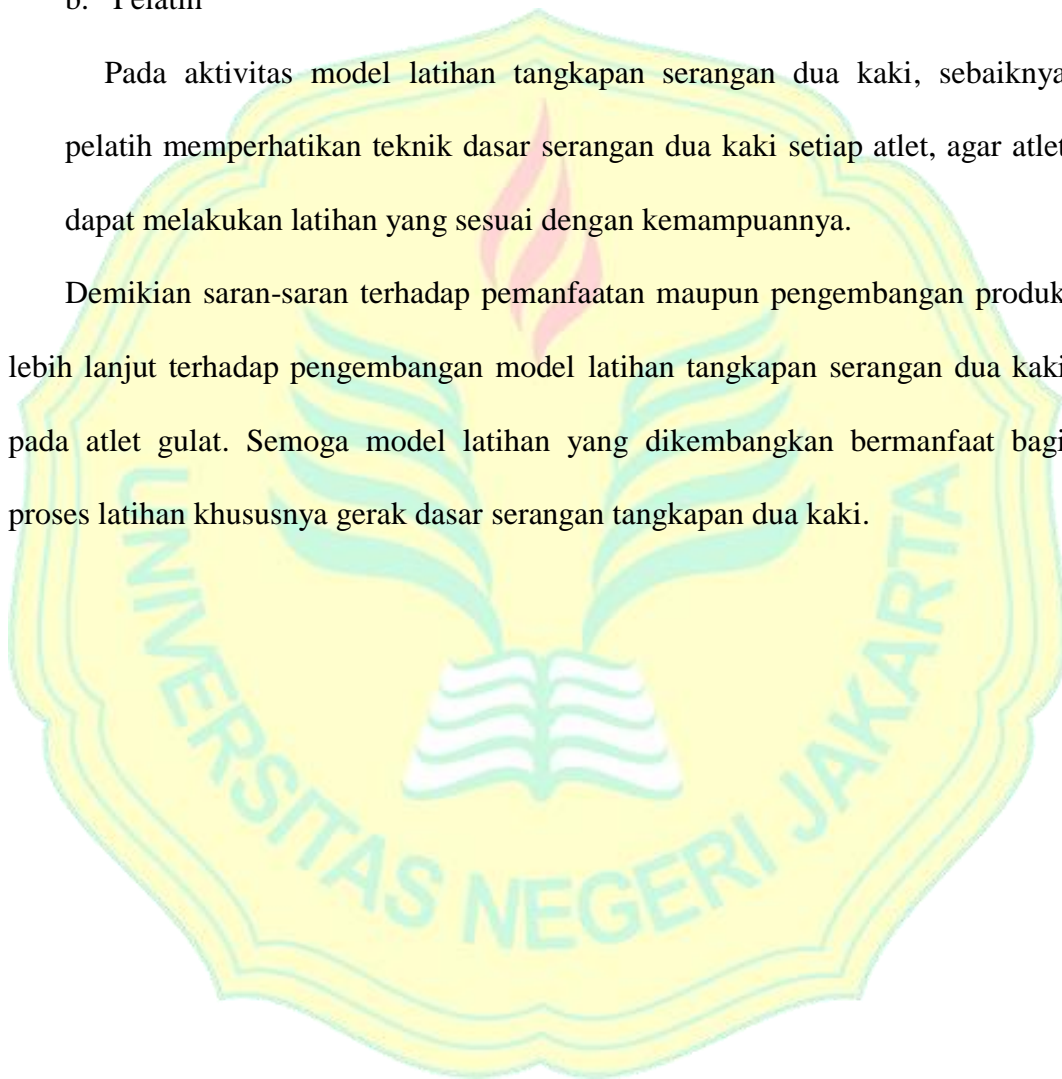 b. Pelatih
Pada aktivitas model latihan tangkapan serangan dua kaki, sebaiknya
pelatih memperhatikan teknik dasar serangan dua kaki setiap atlet, agar atlet
dapat melakukan latihan yang sesuai dengan kemampuannya.
Demikian saran-saran terhadap pemanfaatan maupun pengembangan produk
lebih lanjut terhadap pengembangan model latihan tangkapan serangan dua kaki
pada atlet gulat. Semoga model latihan yang dikembangkan bermanfaat bagi
proses latihan khususnya gerak dasar serangan tangkapan dua kaki.
UNIVERSITAS NEGERI JAKARTA